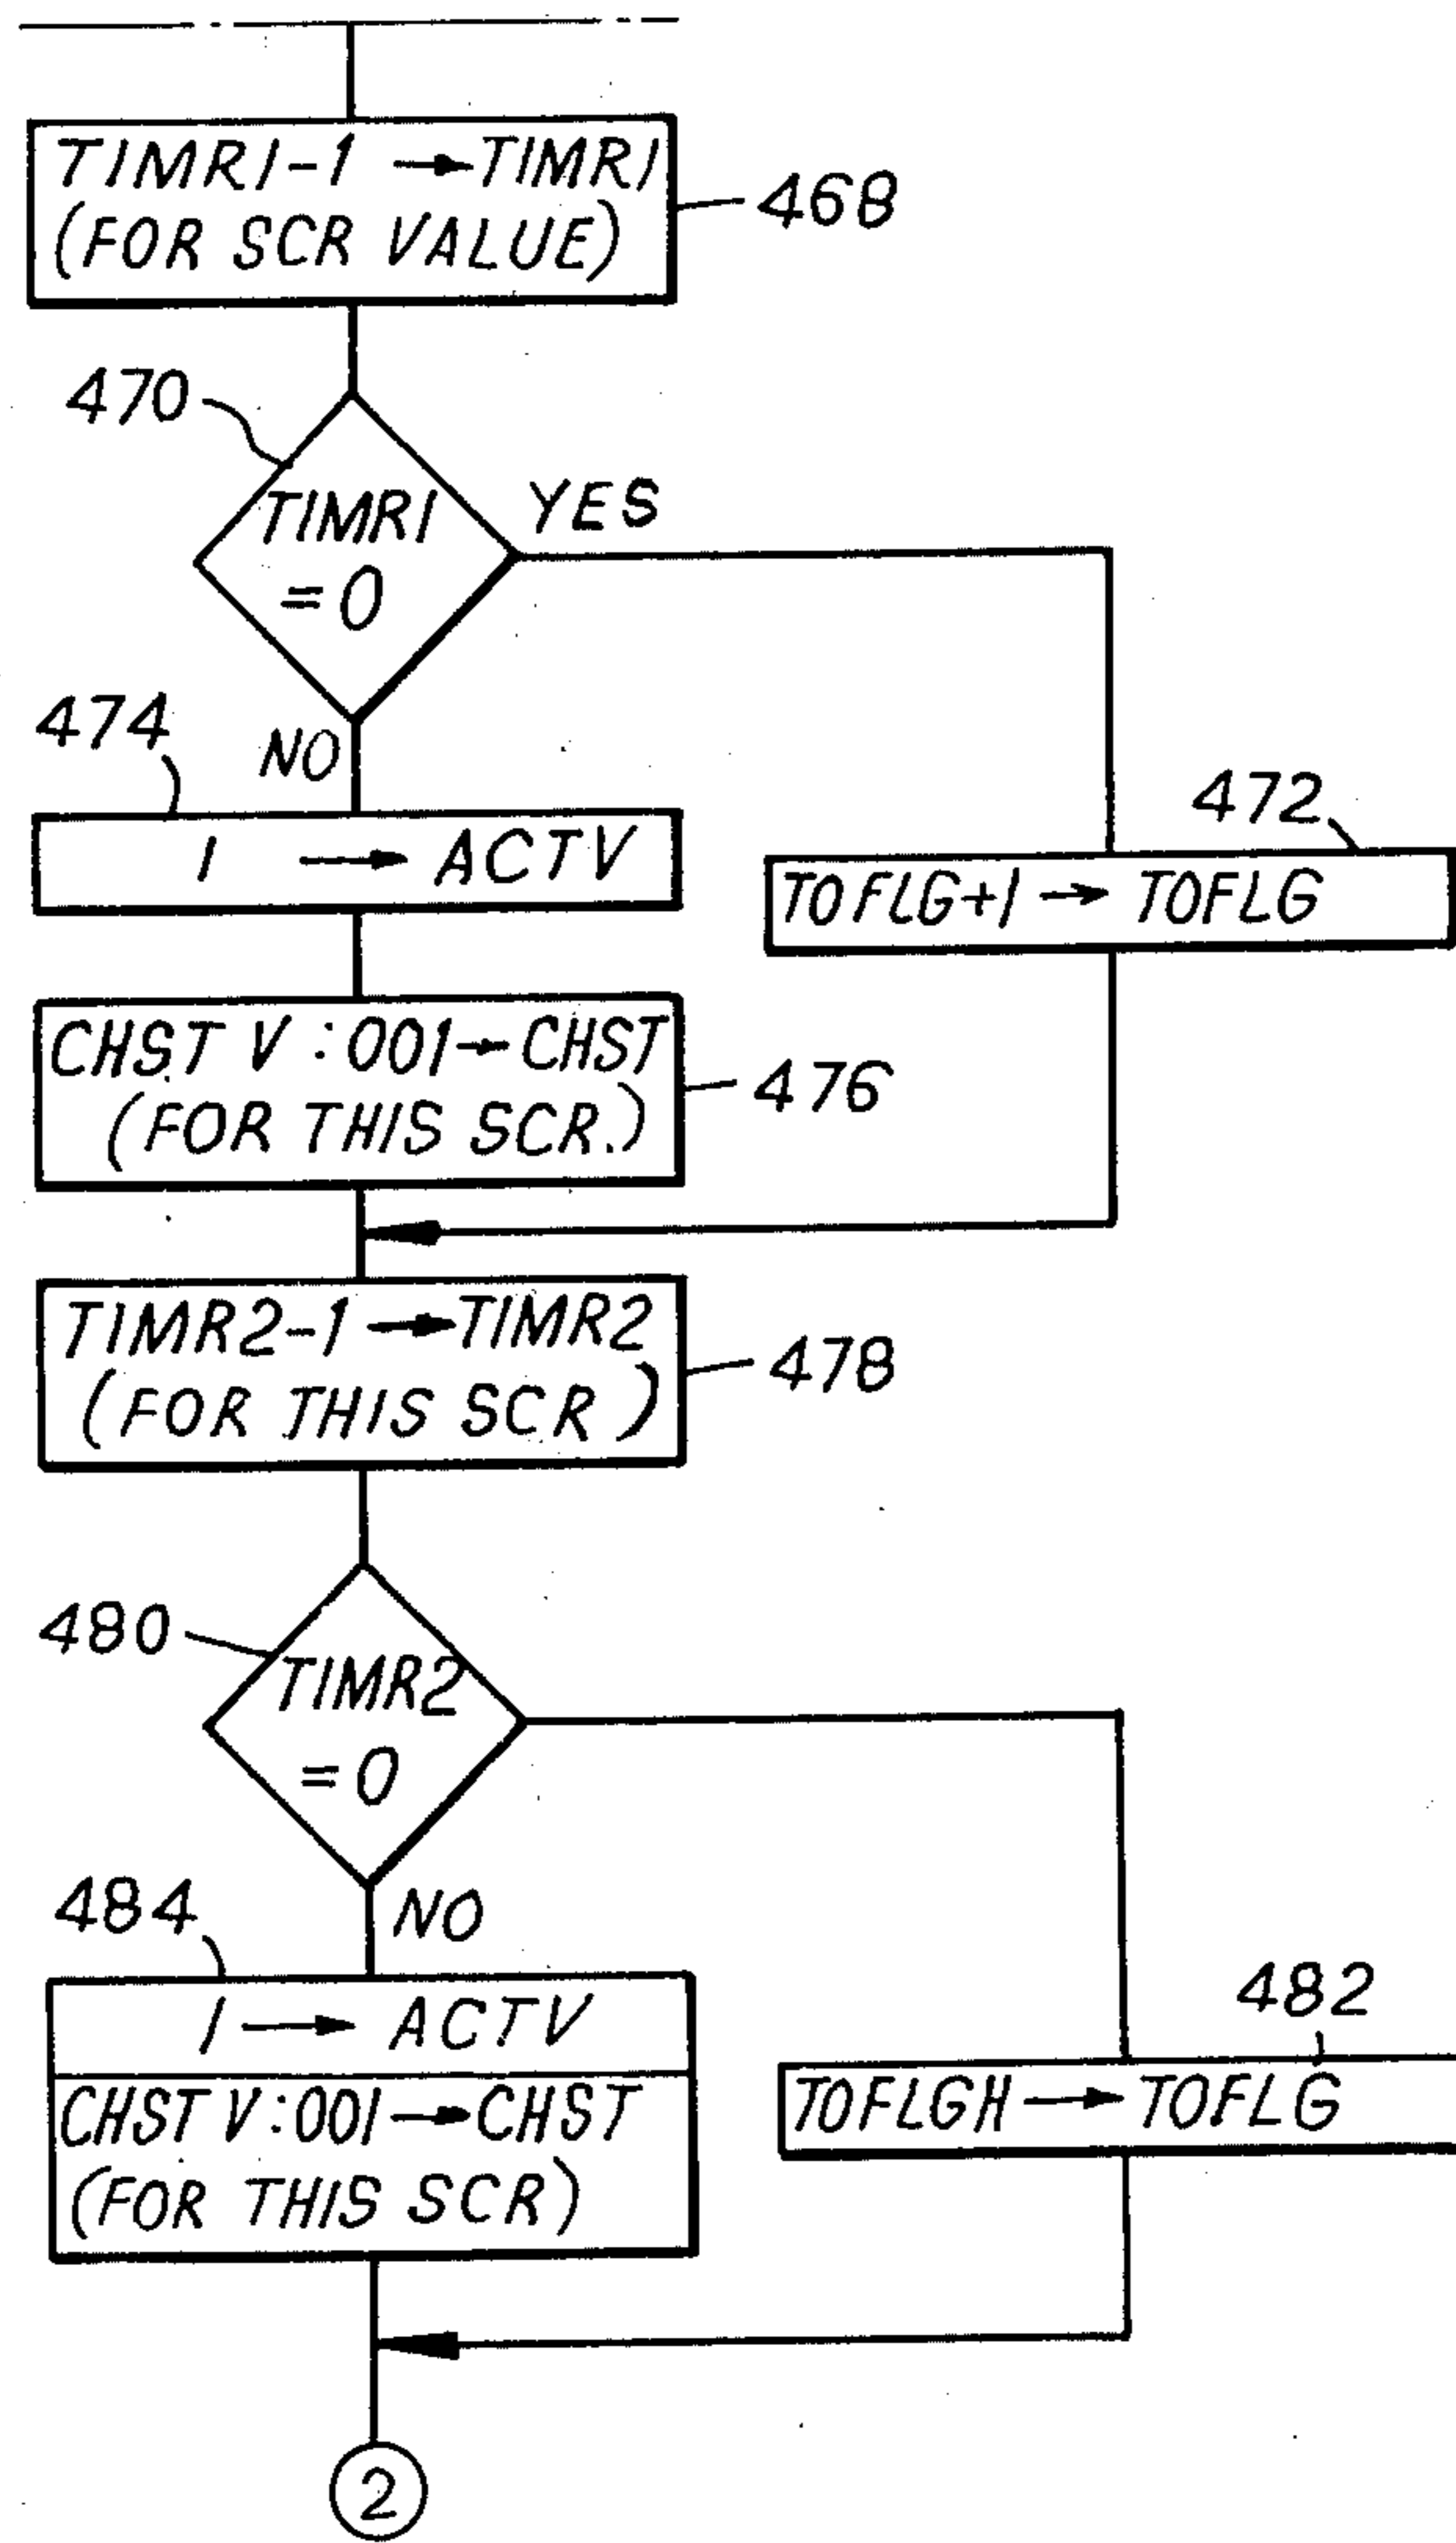 TIMR1-1 → TIMR1
(FOR SCR VALUE)
468
470
TIMR1
= 0
YES
NO
474
1 → ACTV
472
TOFLG+1 → TOFLG
CHST V : 001 → CHST
(FOR THIS SCR.)
476
TIMR2-1 → TIMR2
(FOR THIS SCR)
478
480
TIMR2
= 0
NO
484
1 → ACTV
482
TOFLGH → TOFLG
CHST V : 001 → CHST
(FOR THIS SCR)
2